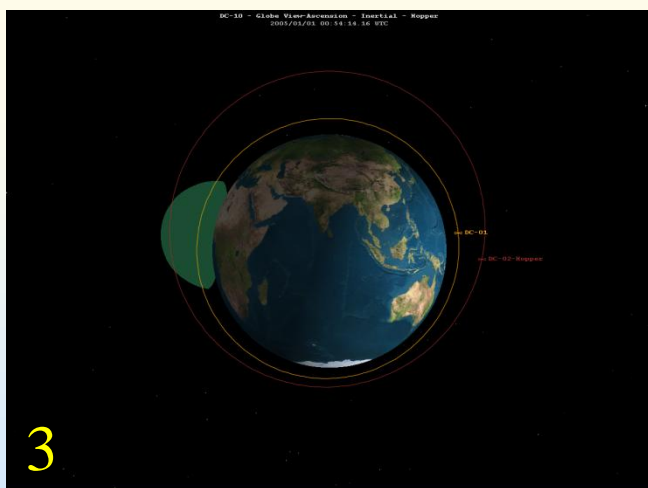 DC-10 - Globe View-Ascension - Inertial - Hopper
2005/01/01 00:54:14.16 UTC
DC-01
DC-02-Hopper
3